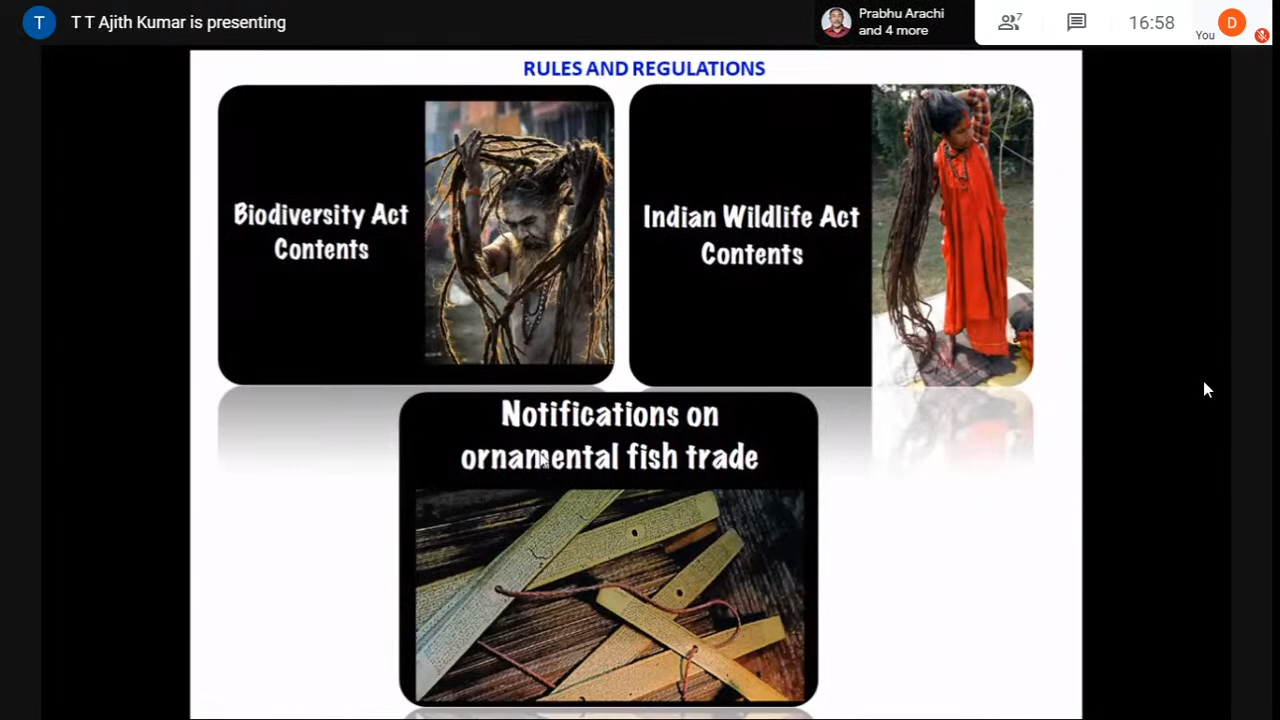 T
T T Ajith Kumar is presenting
Prabhu Arachi
and 4 more
7
16:58
You
D
RULES AND REGULATIONS
Biodiversity Act
Contents
Indian Wildlife Act
Contents
Notifications on
ornamental fish trade